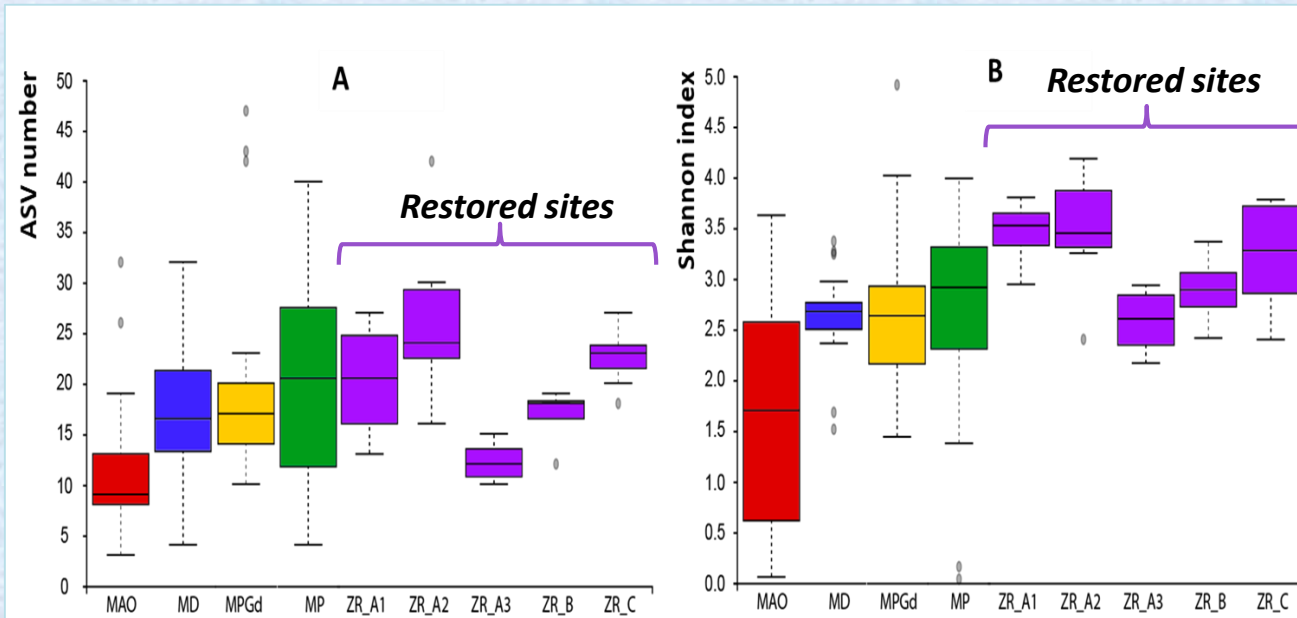 A
Restored sites
ASV number
50
45
40
35
30
25
20
15
10
5
0
MAO MD MPGd MP ZR_A1 ZR_A2 ZR_A3 ZR_B ZR_C
B
Restored sites
Shannon index
5.0
4.5
4.0
3.5
3.0
2.5
2.0
1.5
1.0
0.5
0.0
MAO MD MPGd MP ZR_A1 ZR_A2 ZR_A3 ZR_B ZR_C